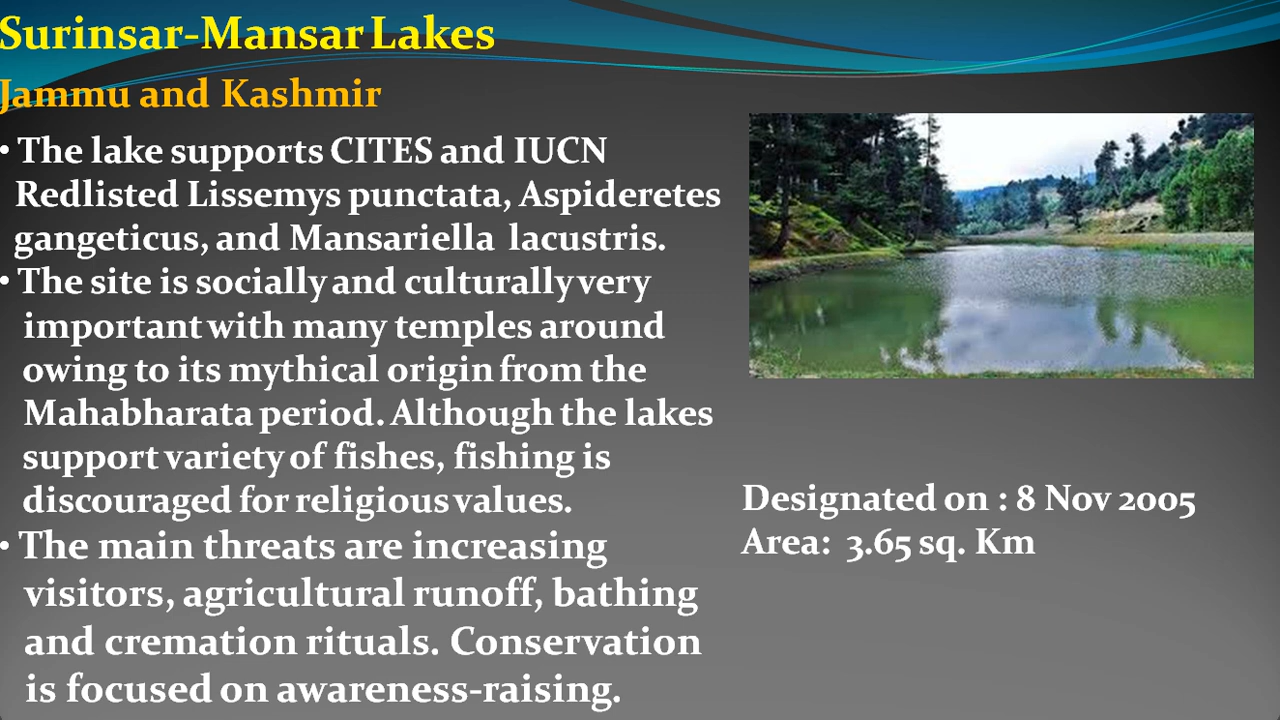 Surinsar-Mansar Lakes
Jammu and Kashmir
• The lake supports CITES and IUCN
Redlisted Lissemys punctata, Aspideretes
gangeticus, and Mansariella lacustris.
• The site is socially and culturally very
important with many temples around
owing to its mythical origin from the
Mahabharata period. Although the lakes
support variety of fishes, fishing is
discouraged for religious values.
• The main threats are increasing
visitors, agricultural runoff, bathing
and cremation rituals. Conservation
is focused on awareness-raising.
Designated on : 8 Nov 2005
Area: 3.65 sq. Km